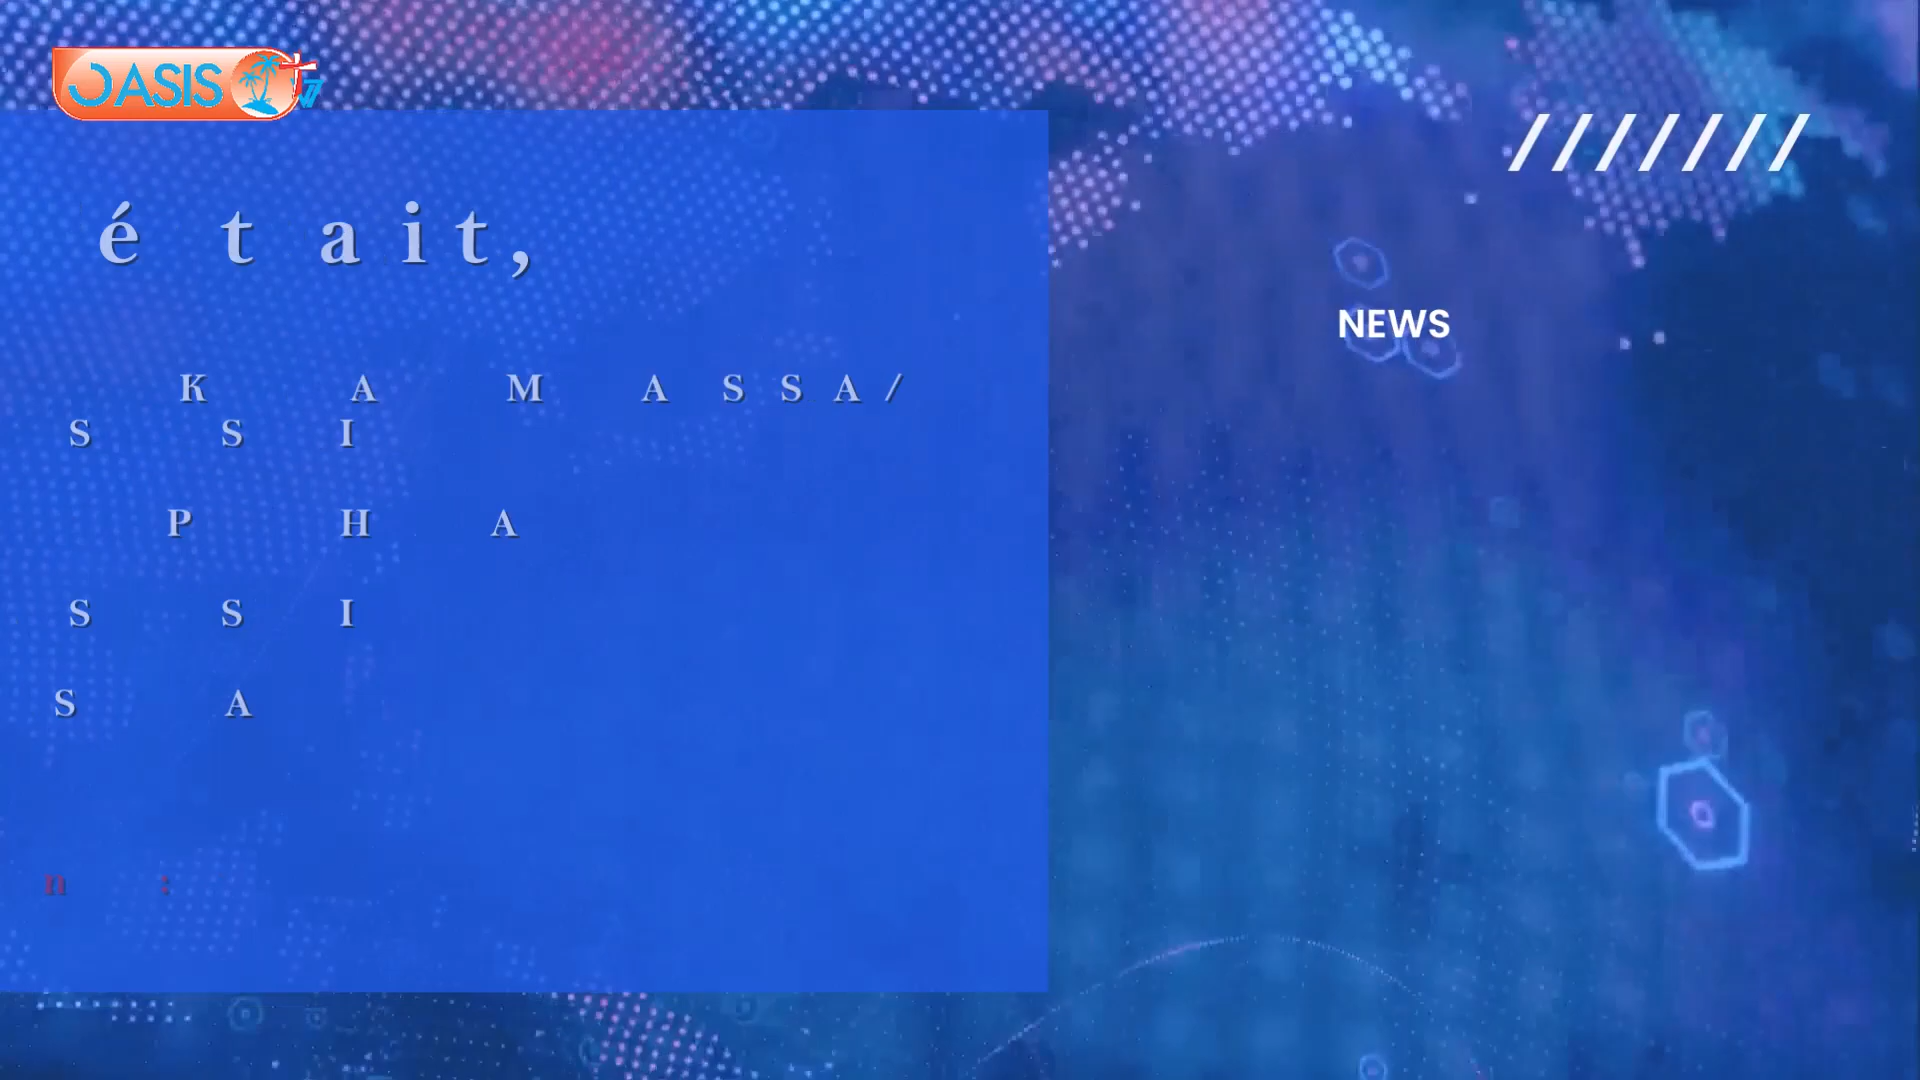 OASIS TV
é t a i t ,
NEWS
K A M A S S A /
S S I
P H A
S S I
S A
n :